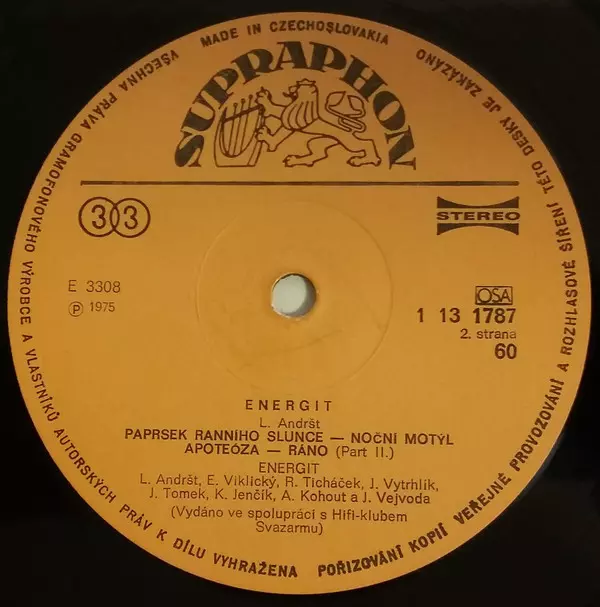 MADE IN CZECHOSLOVAKIA
SUPRAPHON
33
STEREO
E 3308
℗ 1975
OSA
1 13 1787
2. strana
60
ENERGIT
L. Andršt
PAPRSEK RANNÍHO SLUNCE — NOČNÍ MOTÝL
APOTEÓZA — RÁNO (Part II.)
ENERGIT
L. Andršt, E. Viklický, R. Ticháček, J. Vytrhlík,
J. Tomek, K. Jenčík, A. Kohout a J. Vejvoda
(Vydáno ve spolupráci s Hifi-klubem
Svazarmu)
VŠECHNA PRÁVA GRAMOFONOVÉHO VÝROBCE A VLASTNÍKŮ AUTORSKÝCH PRÁV K DÍLU VYHRAŽENA
POŘIZOVÁNÍ KOPIÍ VEŘEJNÉ PROVOZOVÁNÍ A ROZHLASOVÉ ŠÍŘENÍ TÉTO DESKY JE ZAKÁZÁNO